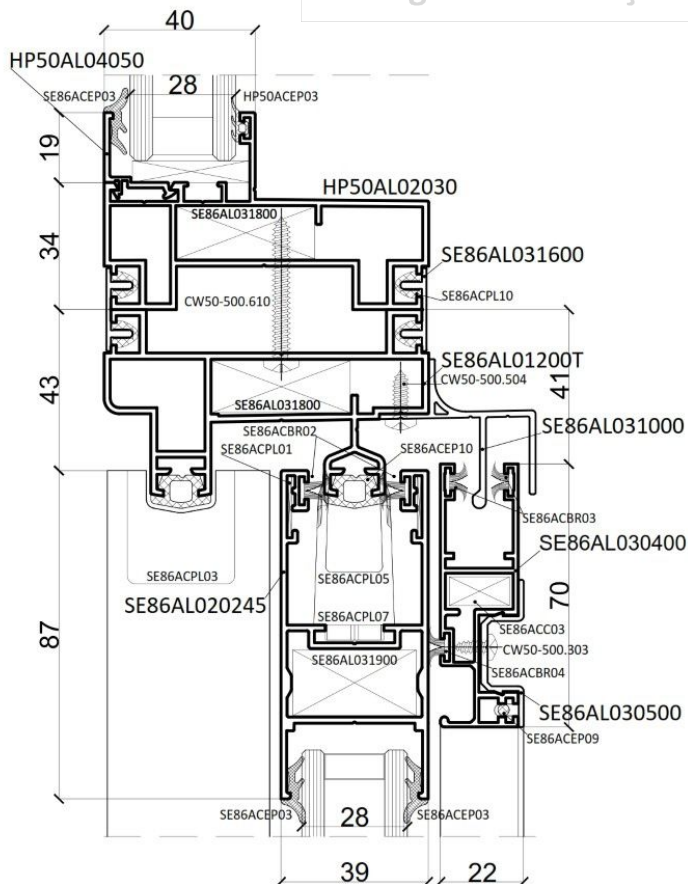 40
HP50AL04050
SE86ACEP03
28
HP50ACEP03
19
HP50AL02030
SE86AL031800
34
SE86AL031600
CW50-500.610
SE86ACPL10
43
SE86AL01200T
41
CW50-500.504
SE86AL031800
SE86ACBR02
SE86AL031000
SE86ACPL01
SE86ACEP10
SE86ACBR03
SE86AL030400
SE86ACPL03
SE86ACPL05
SE86AL020245
SE86ACPL07
70
SE86ACC03
87
CW50-500.303
SE86AL031900
SE86ACBR04
SE86AL030500
SE86ACEP09
SE86ACEP03
28
SE86ACEP03
39
22